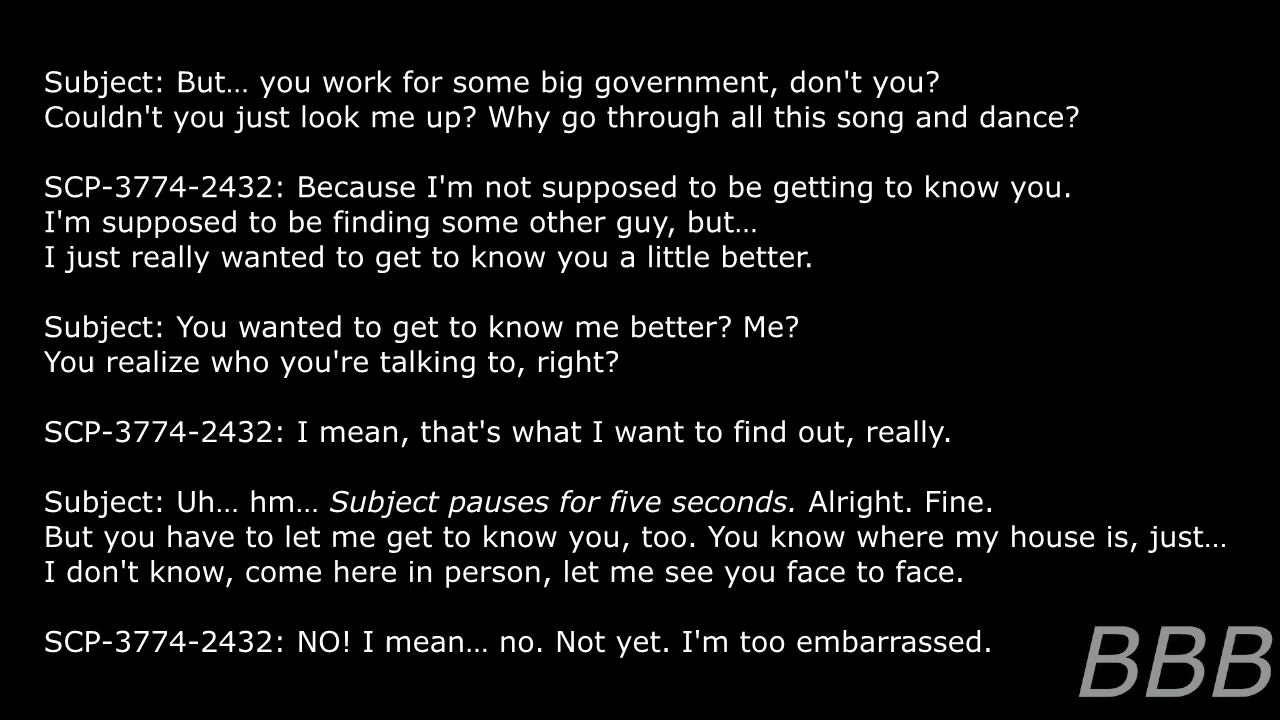 Subject: But… you work for some big government, don't you?
Couldn't you just look me up? Why go through all this song and dance?
SCP-3774-2432: Because I'm not supposed to be getting to know you.
I'm supposed to be finding some other guy, but…
I just really wanted to get to know you a little better.
Subject: You wanted to get to know me better? Me?
You realize who you're talking to, right?
SCP-3774-2432: I mean, that's what I want to find out, really.
Subject: Uh… hm… Subject pauses for five seconds. Alright. Fine.
But you have to let me get to know you, too. You know where my house is, just…
I don't know, come here in person, let me see you face to face.
SCP-3774-2432: NO! I mean… no. Not yet. I'm too embarrassed.
BBB